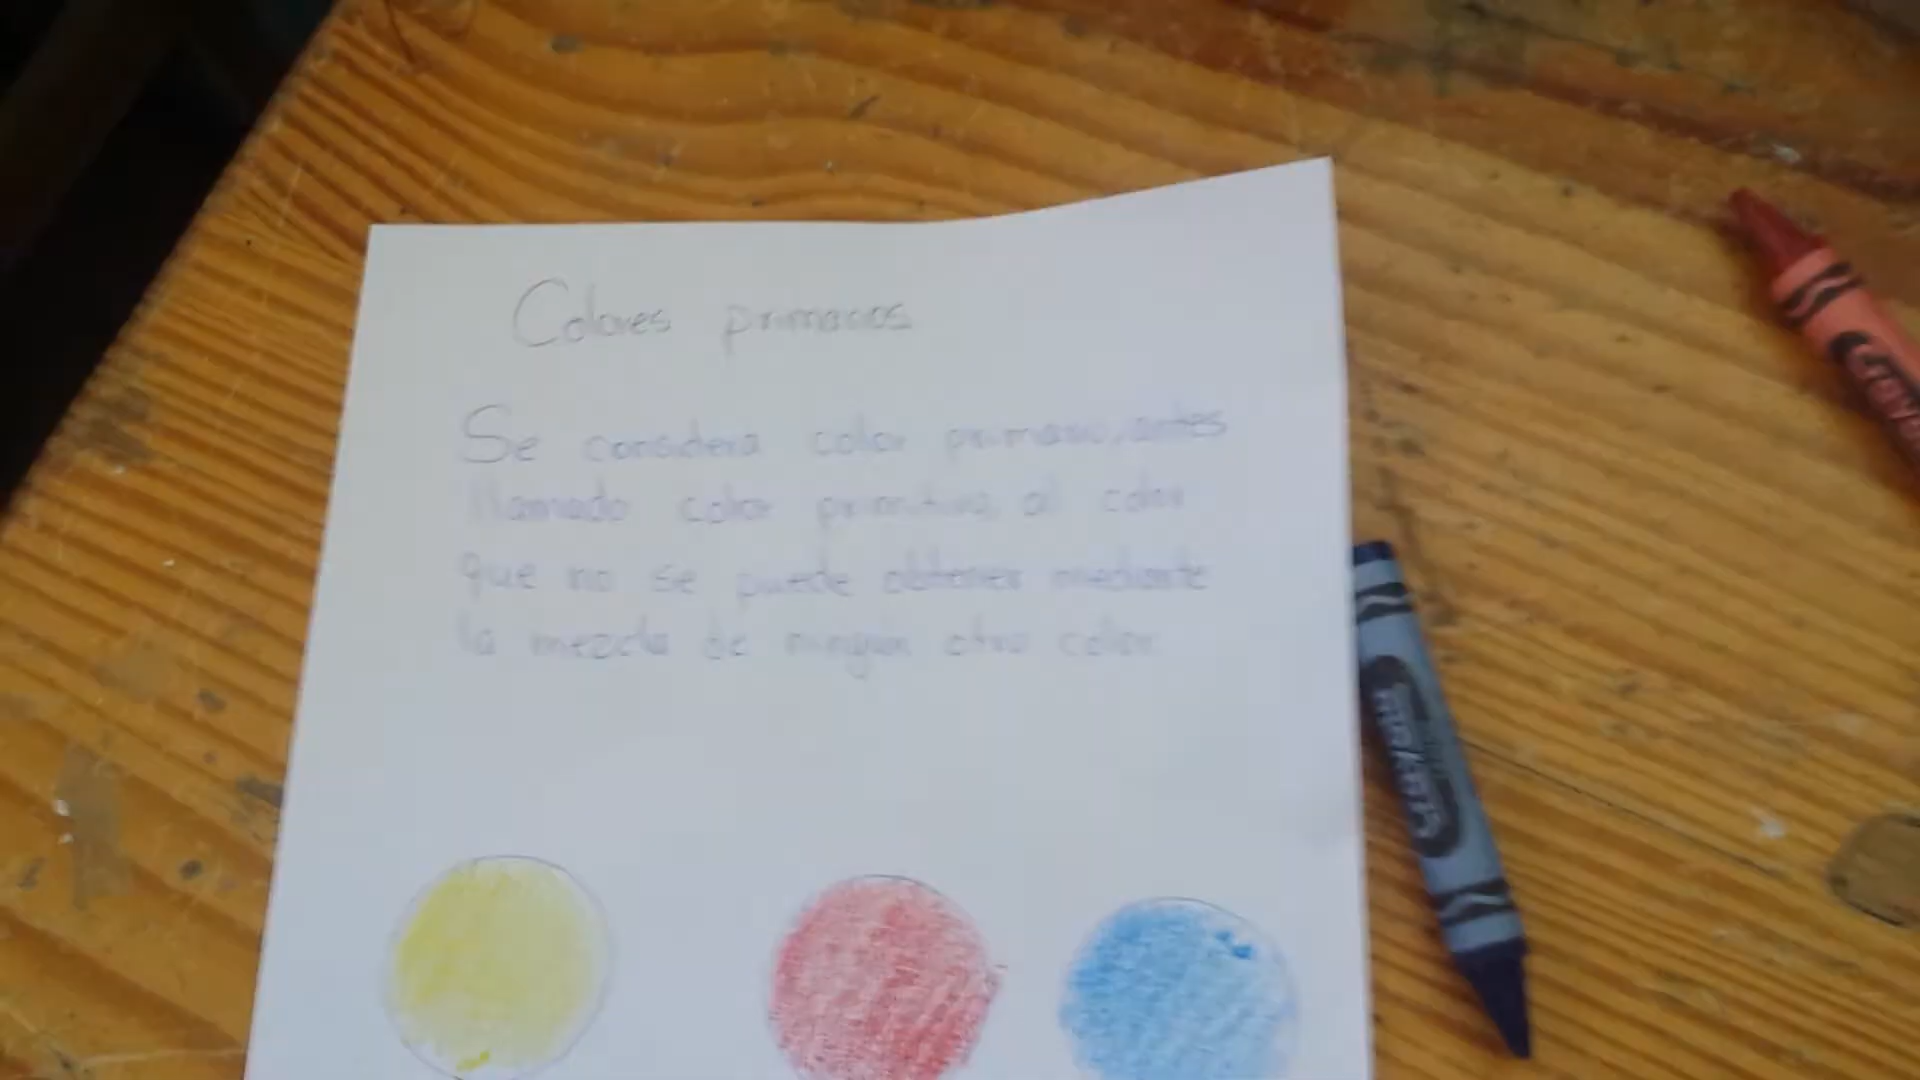 Colores primarios
Se considera color primario, antes
llamado color primitivo, al color
que no se puede obtener mediante
la mezcla de ningún otro color.
Crayola